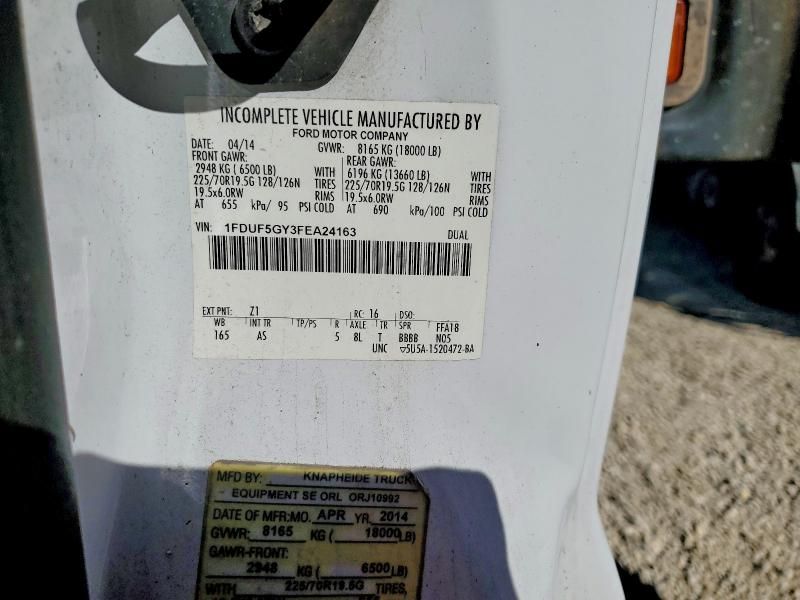 INCOMPLETE VEHICLE MANUFACTURED BY
FORD MOTOR COMPANY
DATE: 04/14 GVWR: 8165 KG (18000 LB)
FRONT GAWR: REAR GAWR:
2948 KG ( 6500 LB) WITH 6196 KG (13660 LB) WITH
225/70R19.5G 128/126N TIRES 225/70R19.5G 128/126N TIRES
19.5x6.0RW RIMS 19.5x6.0RW RIMS
AT 655 kPa/ 95 PSI COLD AT 690 kPa/100 PSI COLD
VIN: 1FDUF5GY3FEA24163 DUAL
EXT PNT: Z1 RC: 16 DSO:
WB INT TR TP/PS R AXLE TR SPR FFA18
165 AS 5 8L T BBBB N05
UNC ▽5U5A-1520472-BA
MFD BY: KNAPHEIDE TRUCK
EQUIPMENT SE ORL ORJ10992
DATE OF MFR:MO. APR YR. 2014
GVWR: 8165 KG ( 18000 LB)
GAWR-FRONT:
2948 KG ( 6500 LB)
WITH 225/70R19.5G TIRES,